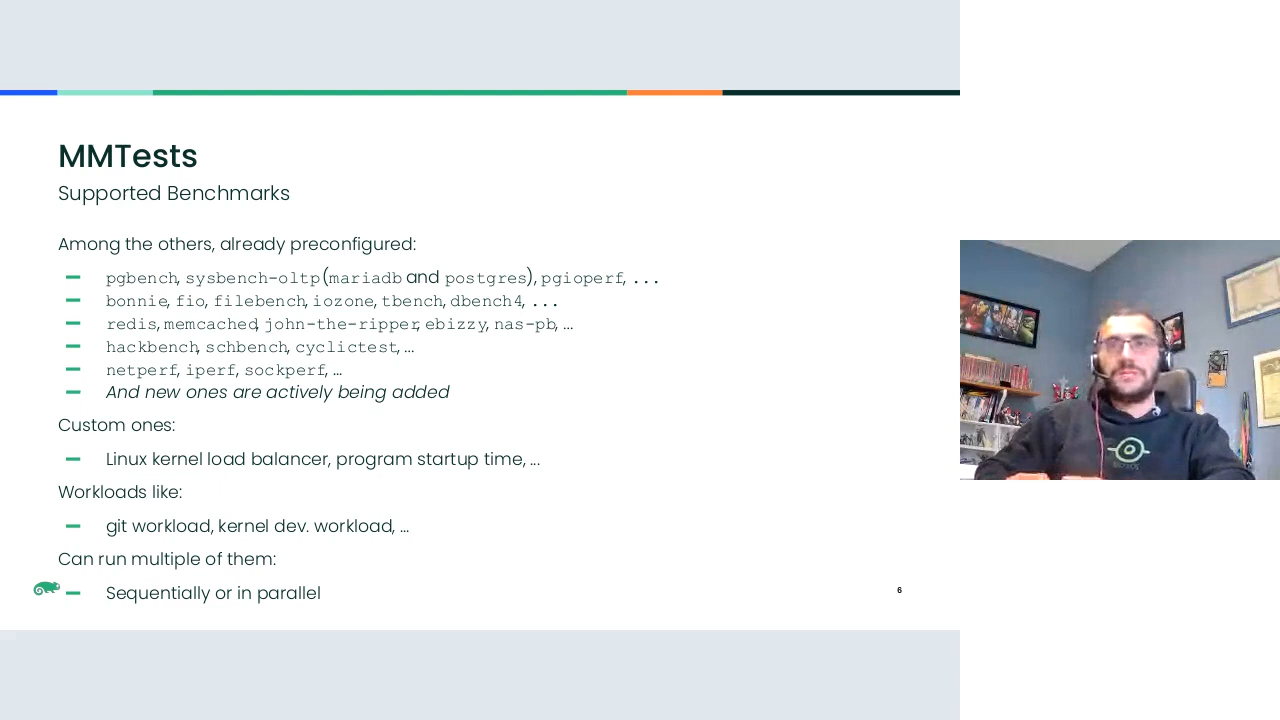 MMTests
Supported Benchmarks
Among the others, already preconfigured:
pgbench, sysbench-oltp(mariadb and postgres), pgioperf, ...
bonnie, fio, filebench, iozone, tbench, dbench4, ...
redis, memcached, john-the-ripper, ebizzy, nas-pb, ...
hackbench, schbench, cyclictest, ...
netperf, iperf, sockperf, ...
And new ones are actively being added
Custom ones:
Linux kernel load balancer, program startup time, ...
Workloads like:
git workload, kernel dev. workload, ...
Can run multiple of them:
Sequentially or in parallel
6